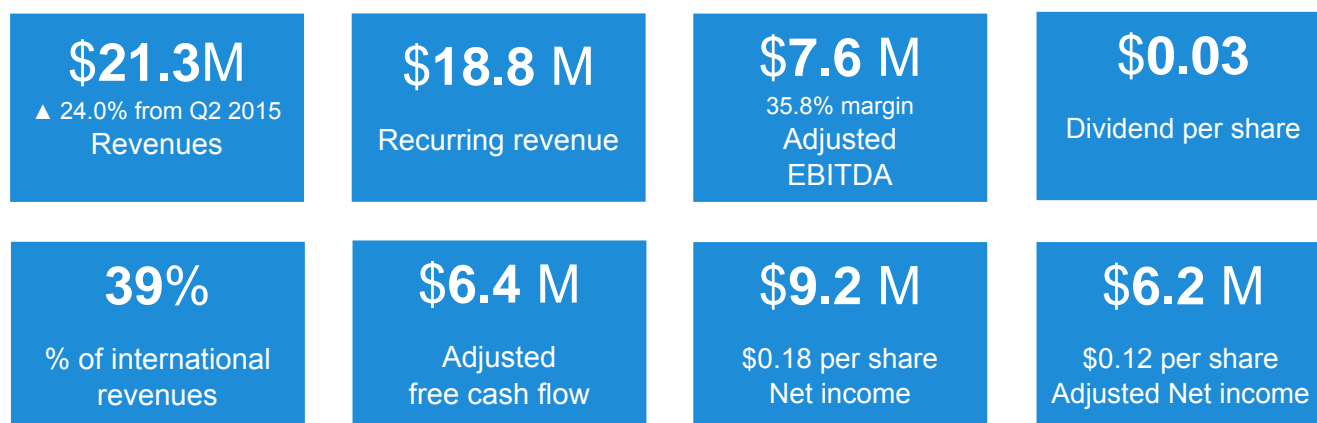 $21.3M
▲ 24.0% from Q2 2015
Revenues
$18.8 M
Recurring revenue
$7.6 M
35.8% margin
Adjusted
EBITDA
$0.03
Dividend per share
39%
% of international
revenues
$6.4 M
Adjusted
free cash flow
$9.2 M
$0.18 per share
Net income
$6.2 M
$0.12 per share
Adjusted Net income